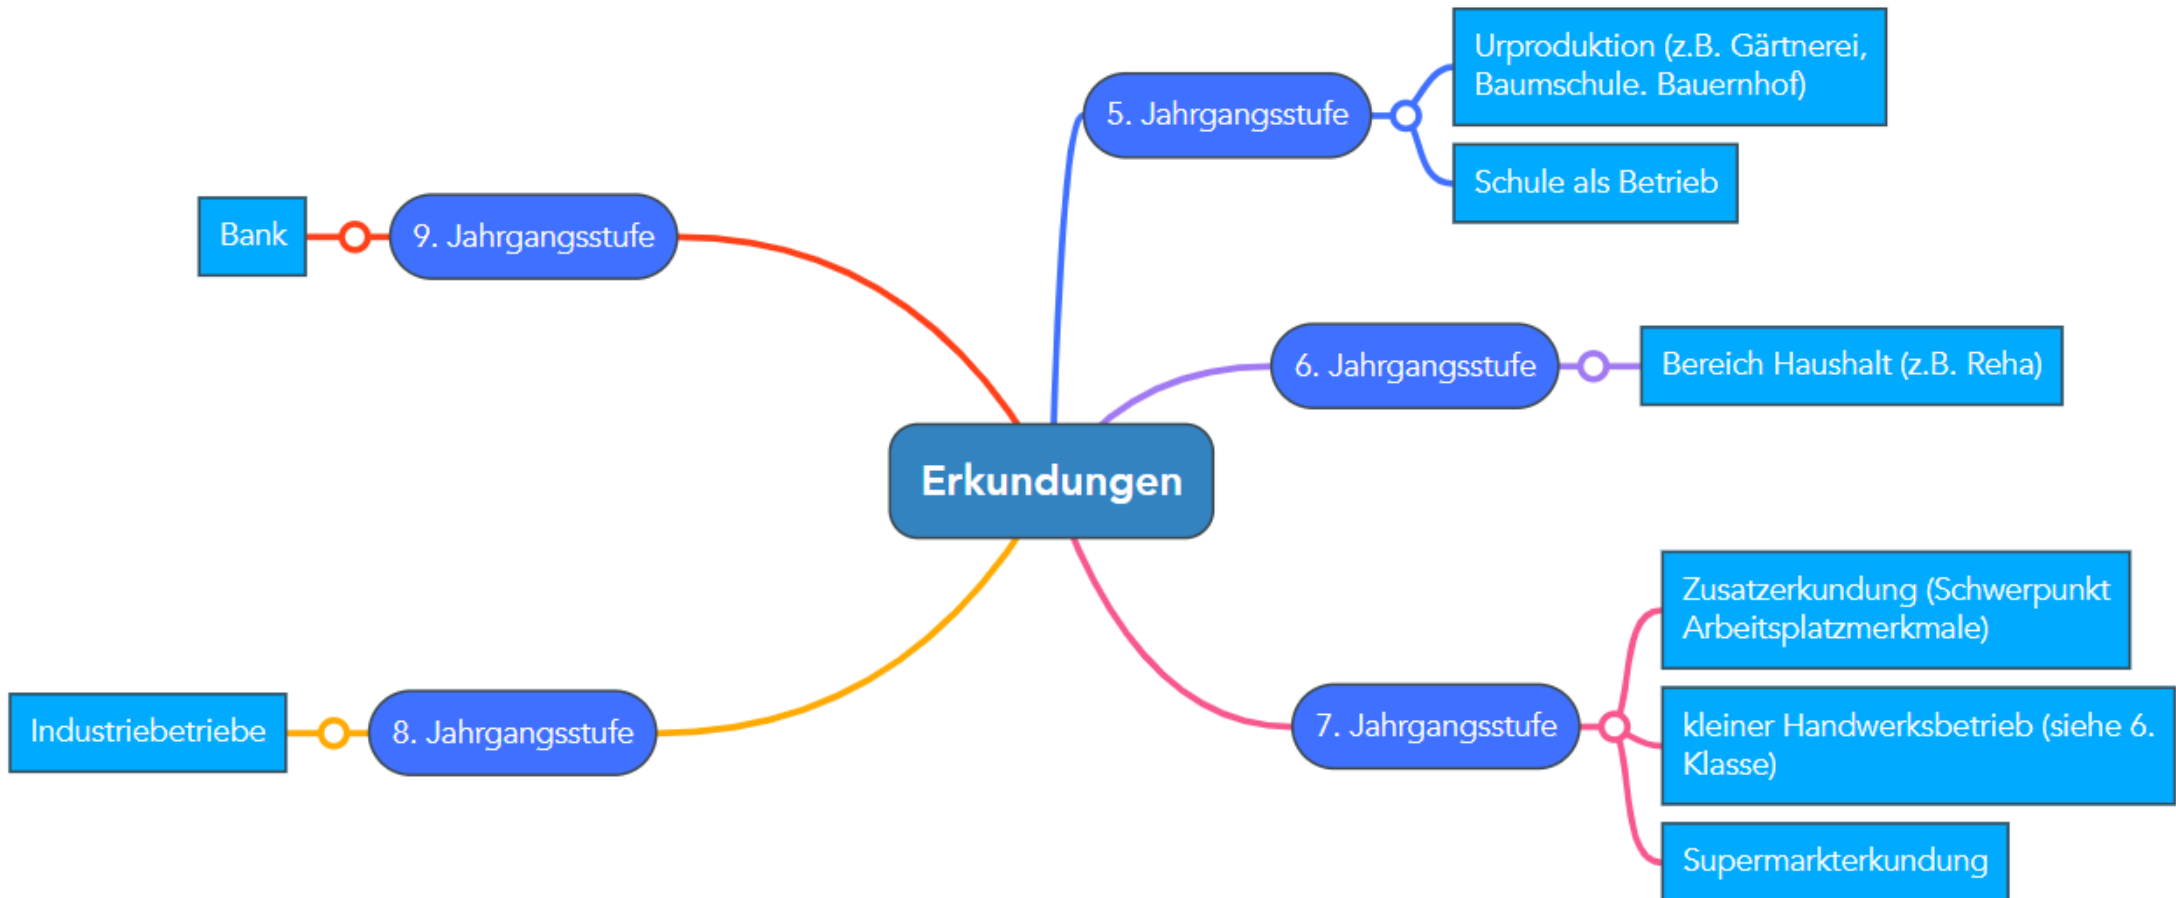 Erkundungen
5. Jahrgangsstufe
Urproduktion (z.B. Gärtnerei,
Baumschule. Bauernhof)
Schule als Betrieb
6. Jahrgangsstufe
Bereich Haushalt (z.B. Reha)
7. Jahrgangsstufe
Zusatzerkundung (Schwerpunkt
Arbeitsplatzmerkmale)
kleiner Handwerksbetrieb (siehe 6.
Klasse)
Supermarkterkundung
8. Jahrgangsstufe
Industriebetriebe
9. Jahrgangsstufe
Bank